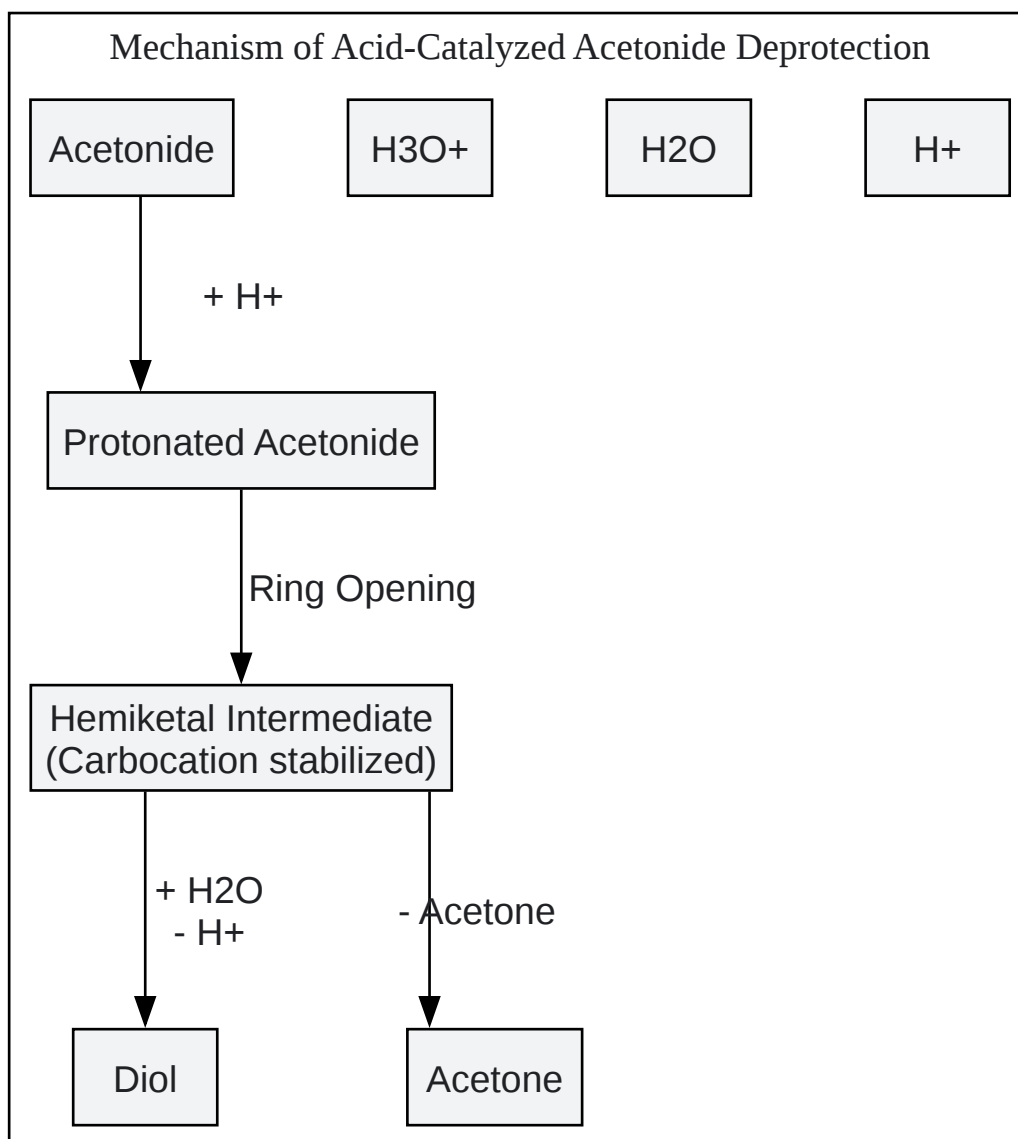 Mechanism of Acid-Catalyzed Acetonide Deprotection
Acetonide
H3O+
H2O
H+
+ H+
Protonated Acetonide
Ring Opening
Hemiketal Intermediate
(Carbocation stabilized)
+ H2O
- H+
- Acetone
Diol
Acetone